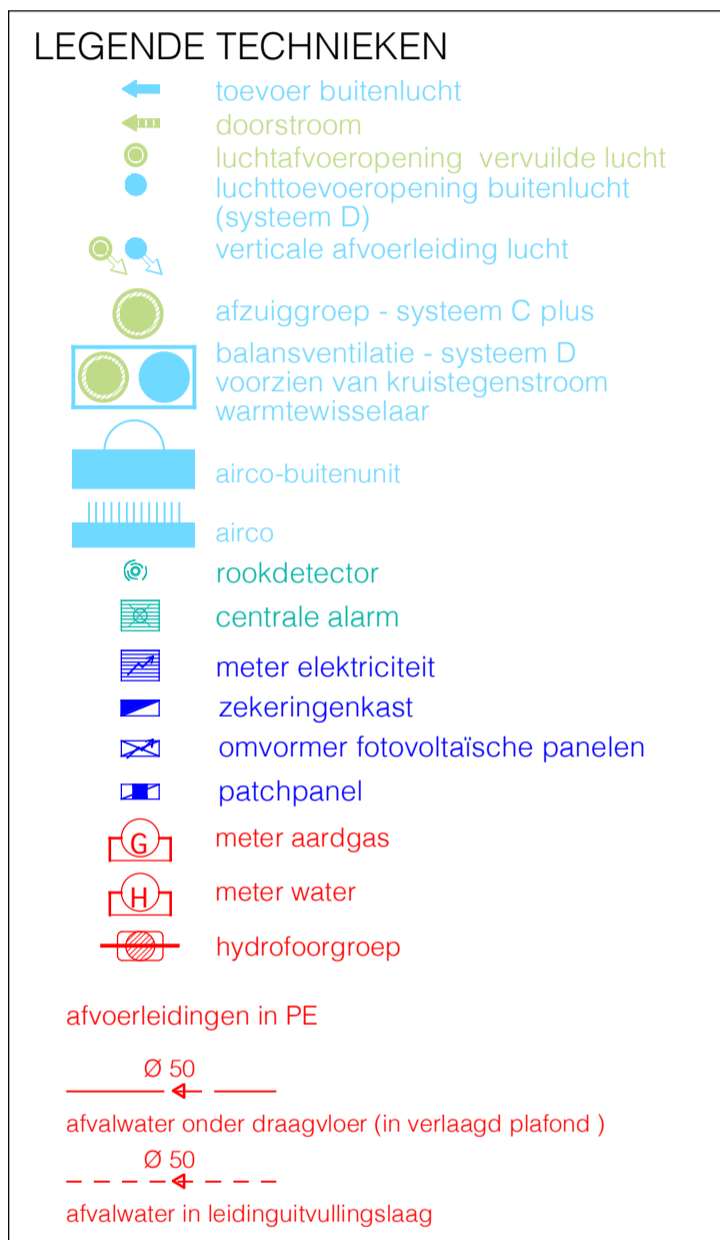 LEGENDE TECHNIEKEN
toevoer buitenlucht
doorstroom
luchtafvoeropening vervuilde lucht
luchttoevoeropening buitenlucht
(systeem D)
verticale afvoerleiding lucht
afzuiggroep - systeem C plus
balansventilatie - systeem D
voorzien van kruistegenstroom
warmtewisselaar
airco-buitenunit
airco
rookdetector
centrale alarm
meter elektriciteit
zekeringenkast
omvormer fotovoltaïsche panelen
patchpanel
G meter aardgas
H meter water
hydrofoorgroep
afvoerleidingen in PE
Ø 50
afvalwater onder draagvloer (in verlaagd plafond )
Ø 50
afvalwater in leidinguitvullingslaag